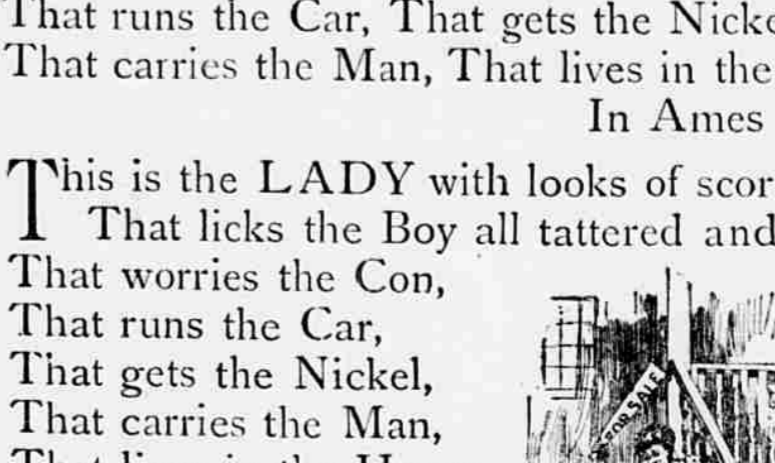 That runs the Car, That gets the
That carries the Man, That lives in the
In Ames
This is the LADY with looks of
That licks the Boy all tattered and
That worries the Con,
That runs the Car,
That gets the Nickel,
That carries the Man,
FOR SALE